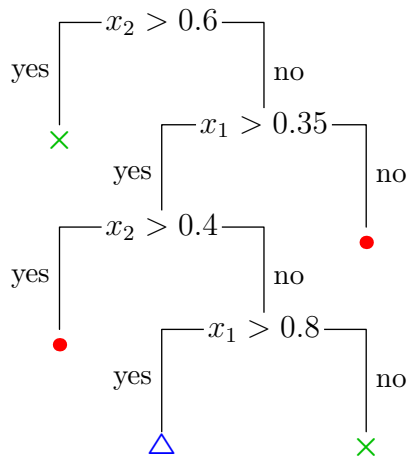 x₂ > 0.6
yes
no
x₁ > 0.35
yes
no
x₂ > 0.4
yes
no
x₁ > 0.8
yes
no